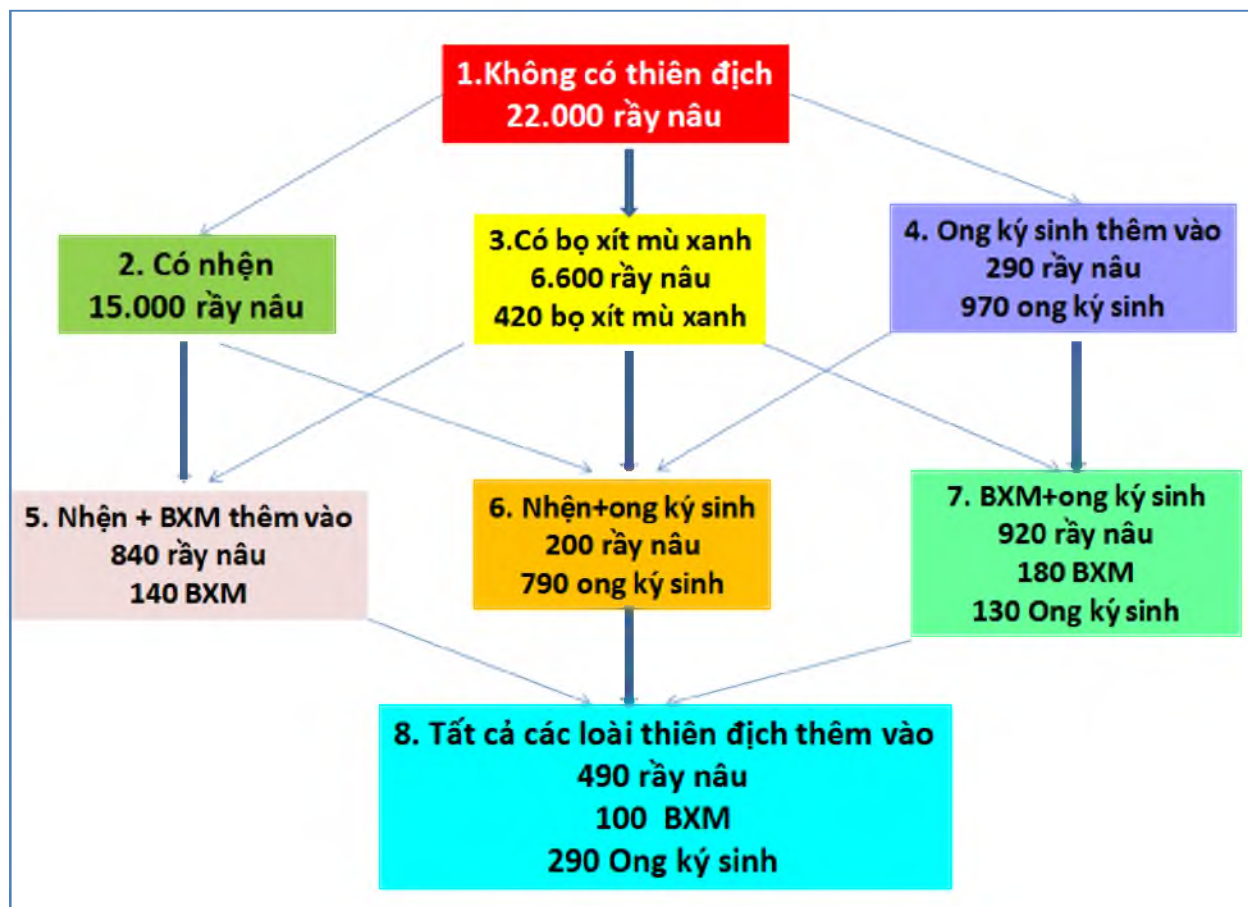 1.Không có thiên địch
22.000 rầy nâu
2. Có nhện
15.000 rầy nâu
3.Có bọ xít mù xanh
6.600 rầy nâu
420 bọ xít mù xanh
4. Ong ký sinh thêm vào
290 rầy nâu
970 ong ký sinh
5. Nhện + BXM thêm vào
840 rầy nâu
140 BXM
6. Nhện+ong ký sinh
200 rầy nâu
790 ong ký sinh
7. BXM+ong ký sinh
920 rầy nâu
180 BXM
130 Ong ký sinh
8. Tất cả các loài thiên địch thêm vào
490 rầy nâu
100 BXM
290 Ong ký sinh